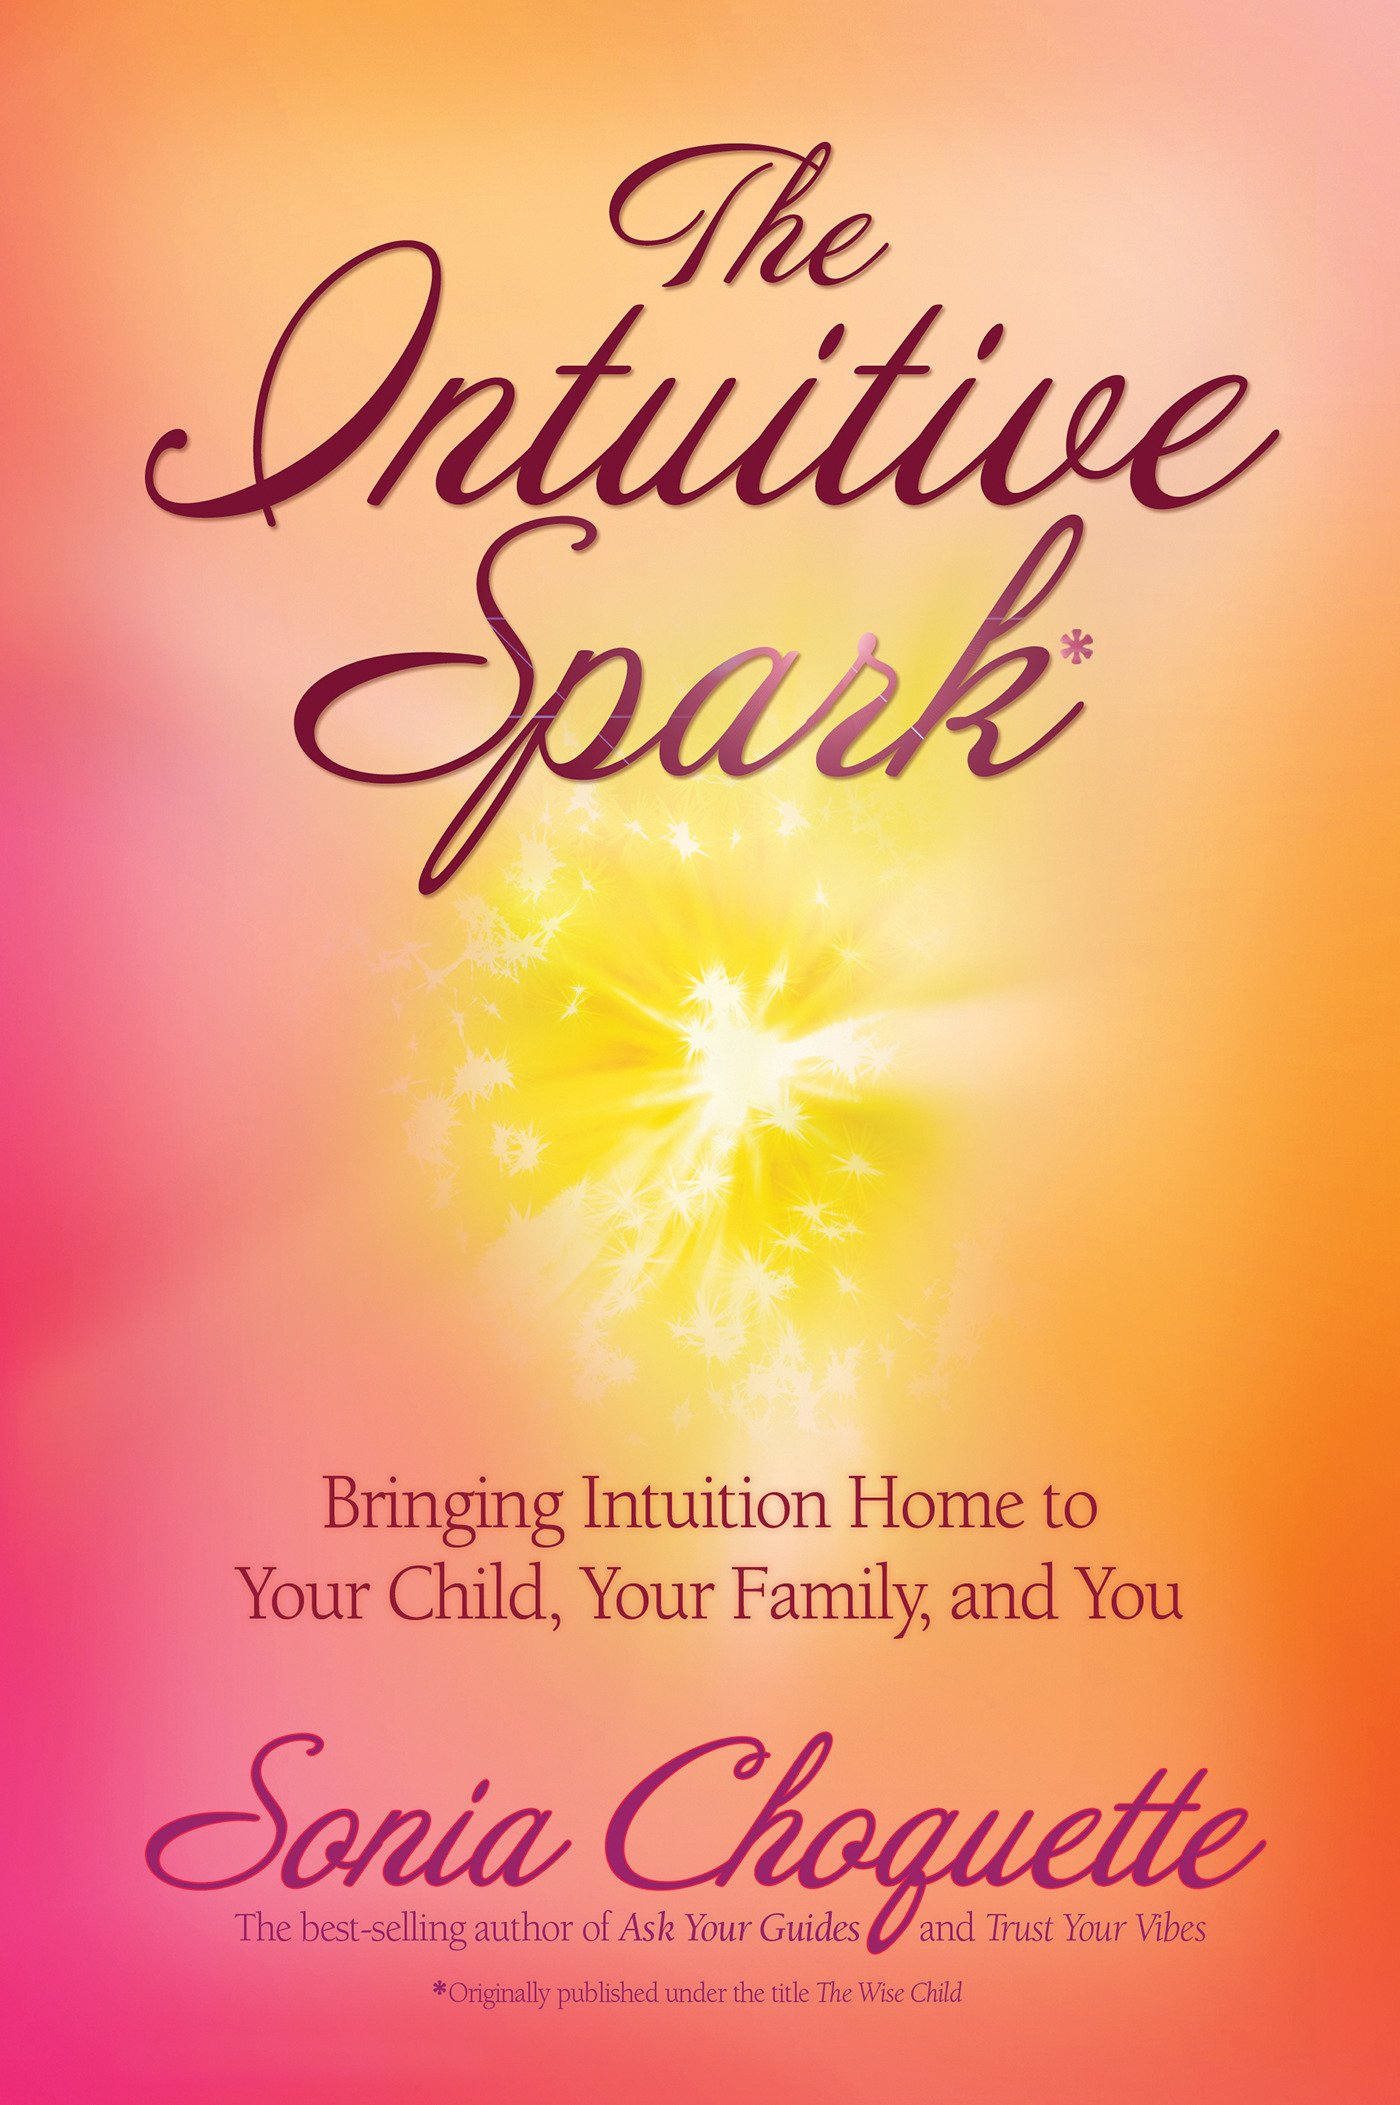 The
Intuitive
Spark*
Bringing Intuition Home to
Your Child, Your Family, and You
Sonia Choquette
The best-selling author of Ask Your Guides and Trust Your Vibes
*Originally published under the title The Wise Child